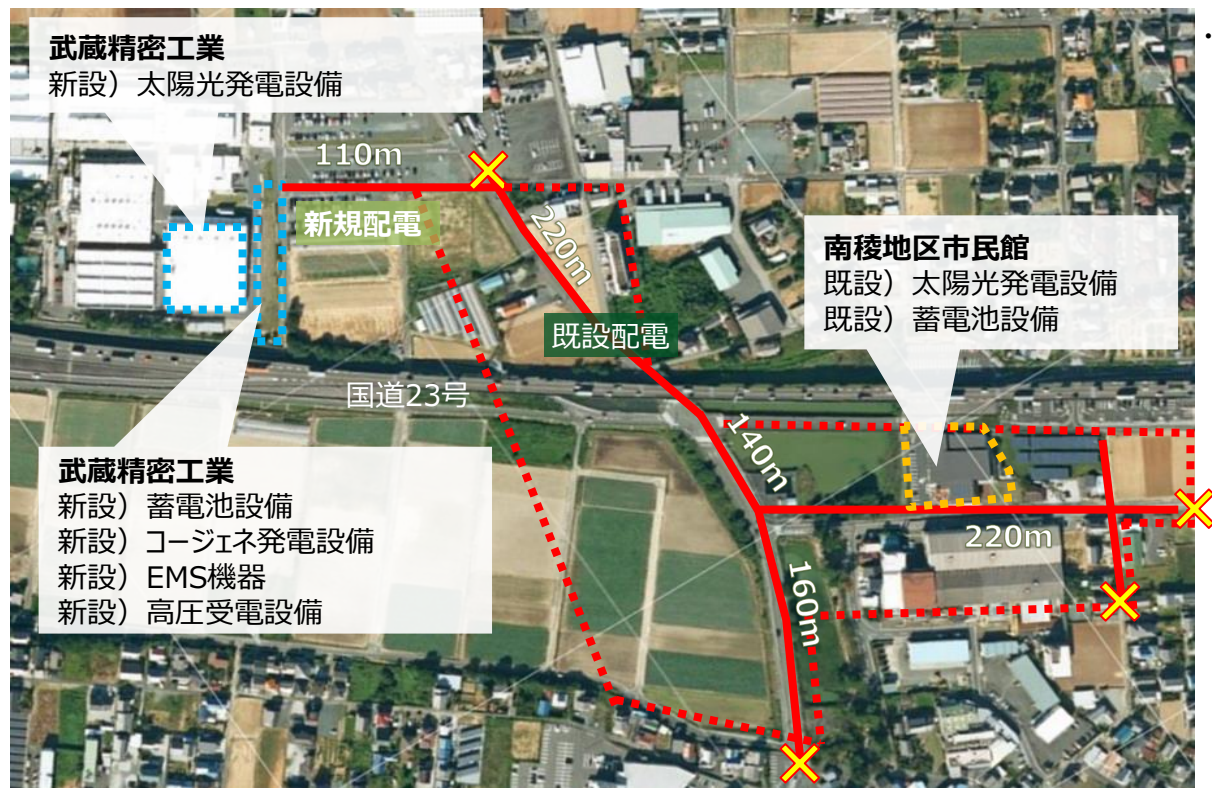 武蔵精密工業
新設）太陽光発電設備
110m
新規配電
220m
南稜地区市民館
既設）太陽光発電設備
既設）蓄電池設備
既設配電
国道23号
140m
武蔵精密工業
新設）蓄電池設備
新設）コージェネ発電設備
新設）EMS機器
新設）高圧受電設備
220m
160m